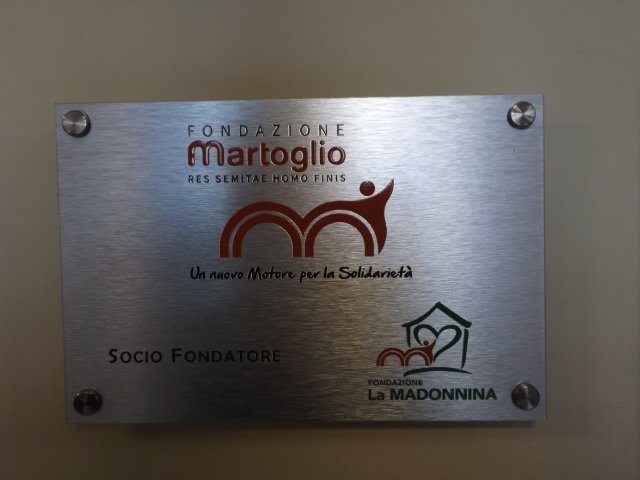 FONDAZIONE
Martoglio
RES SEMITAE HOMO FINIS
Un nuovo Motore per la Solidarietà
SOCIO FONDATORE
FONDAZIONE
La MADONNINA